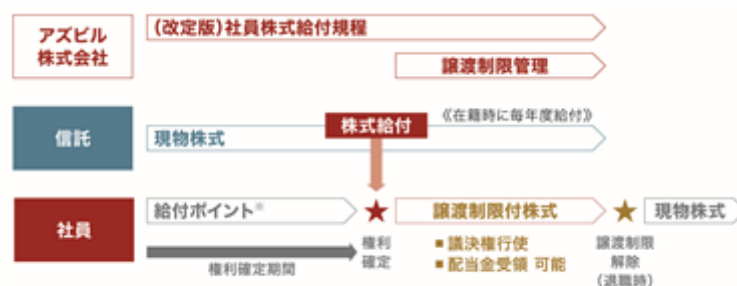 アズビル
株式会社
(改定版)社員株式給付規程
譲渡制限管理
信託
現物株式
株式給付
《在籍時に毎年度給付》
社員
給付ポイント※
権利
確定
権利確定期間
譲渡制限付株式
■ 議決権行使
■ 配当金受領 可能
譲渡制限
解除
(退職時)
現物株式